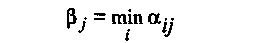 β_j = min_i α_ij